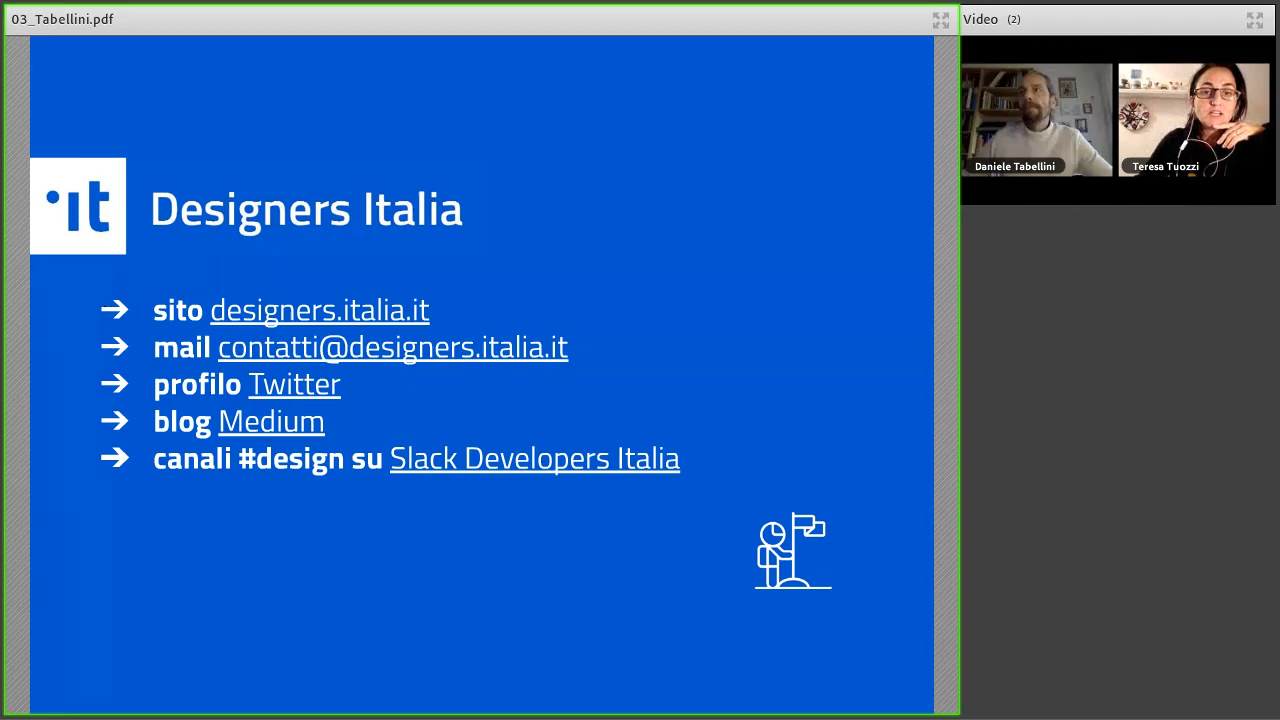 03_Tabellini.pdf
Video (2)
Daniele Tabellini
Teresa Tuozzi
it
Designers Italia
➔ sito designers.italia.it
➔ mail contatti@designers.italia.it
➔ profilo Twitter
➔ blog Medium
➔ canali #design su Slack Developers Italia